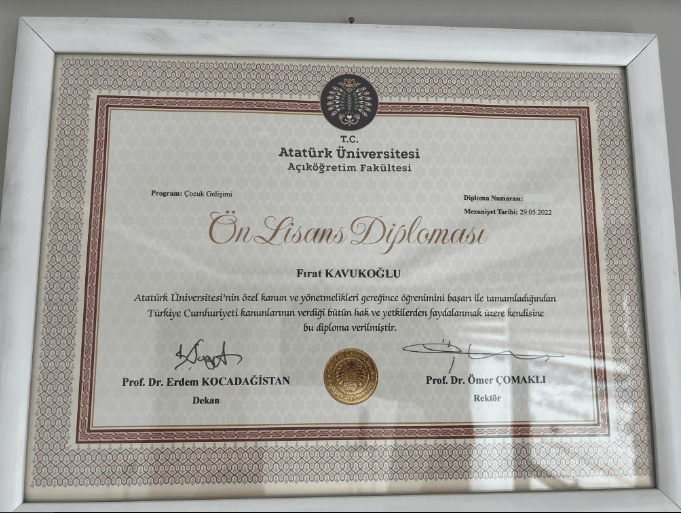 T.C.
Atatürk Üniversitesi
Açıköğretim Fakültesi
Program: Çocuk Gelişimi
Diploma Numarası:
Mezuniyet Tarihi: 29.05.2022
Ön Lisans Diploması
Fırat KAVUKOĞLU
Atatürk Üniversitesi'nin özel kanun ve yönetmelikleri gereğince öğrenimini başarı ile tamamladığından
Türkiye Cumhuriyeti kanunlarının verdiği bütün hak ve yetkilerden faydalanmak üzere kendisine
bu diploma verilmiştir.
Prof. Dr. Erdem KOCADAĞİSTAN
Dekan
Prof. Dr. Ömer ÇOMAKLI
Rektör